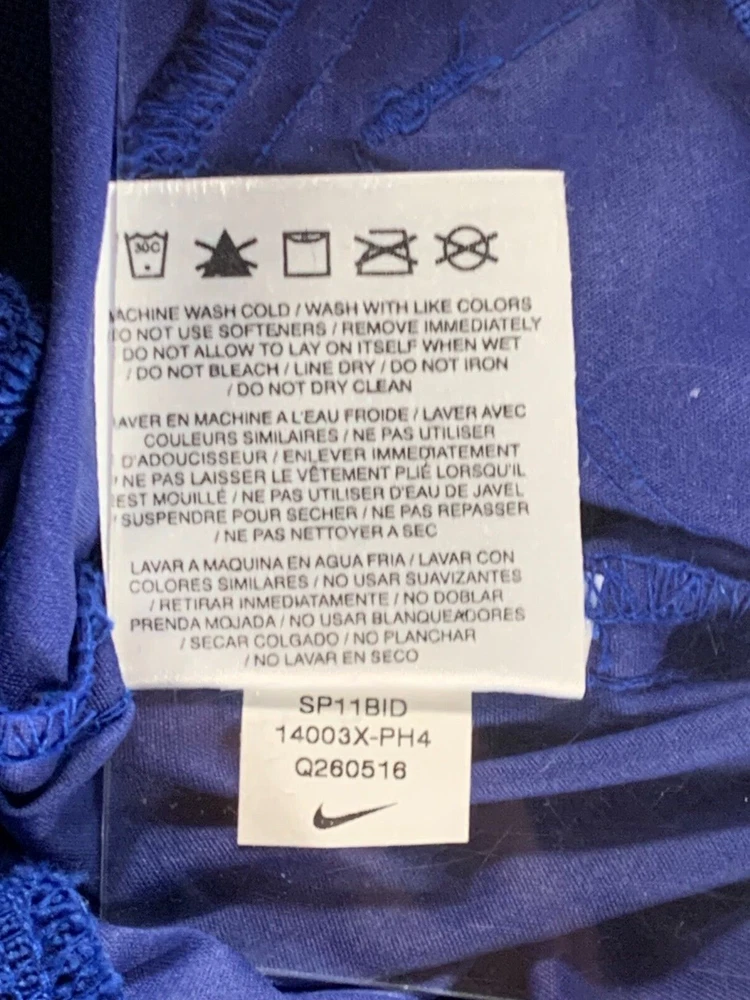 30C
MACHINE WASH COLD / WASH WITH LIKE COLORS
DO NOT USE SOFTENERS / REMOVE IMMEDIATELY
DO NOT ALLOW TO LAY ON ITSELF WHEN WET
/ DO NOT BLEACH / LINE DRY / DO NOT IRON
/ DO NOT DRY CLEAN
LAVER EN MACHINE A L'EAU FROIDE / LAVER AVEC
COULEURS SIMILAIRES / NE PAS UTILISER
D'ADOUCISSEUR / ENLEVER IMMEDIATEMENT
/ NE PAS LAISSER LE VÊTEMENT PLIÉ LORSQU'IL
EST MOUILLÉ / NE PAS UTILISER D'EAU DE JAVEL
/ SUSPENDRE POUR SECHER / NE PAS REPASSER
/ NE PAS NETTOYER A SEC
LAVAR A MAQUINA EN AGUA FRIA / LAVAR CON
COLORES SIMILARES / NO USAR SUAVIZANTES
/ RETIRAR INMEDIATAMENTE / NO DOBLAR
PRENDA MOJADA / NO USAR BLANQUEADORES
/ SECAR COLGADO / NO PLANCHAR
/ NO LAVAR EN SECO
SP11BID
14003X-PH4
Q260516